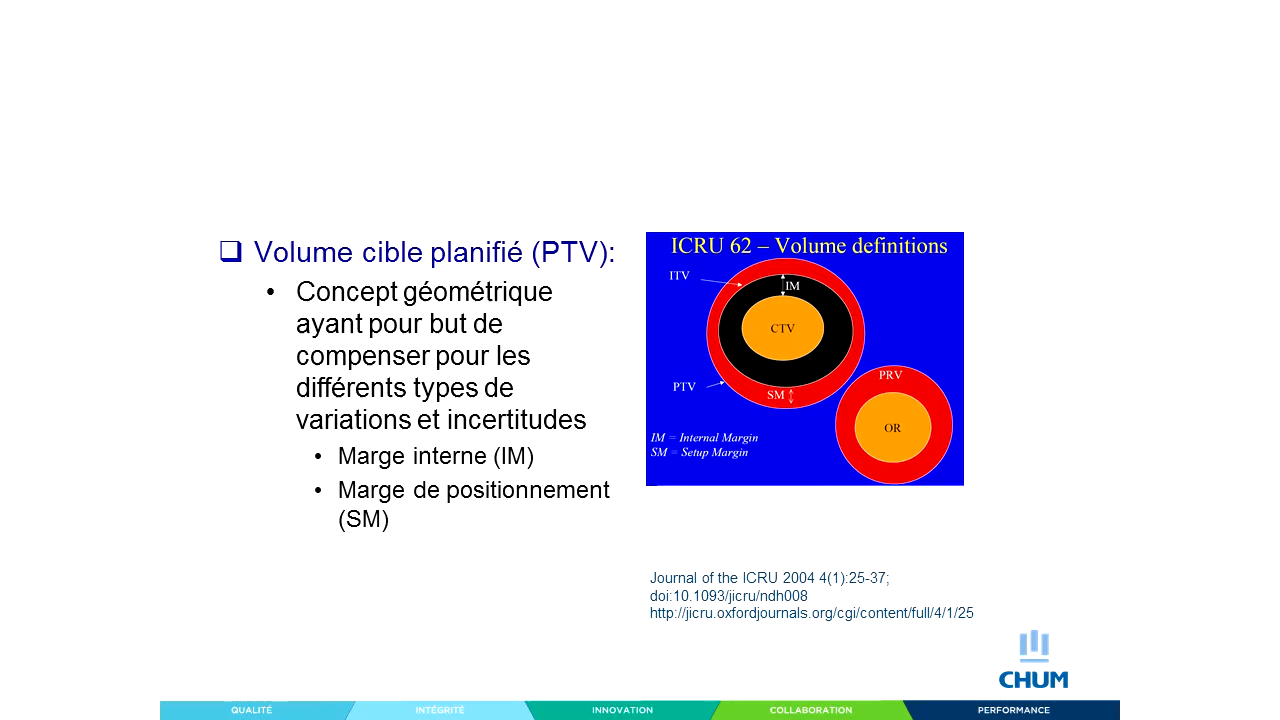 ❑ Volume cible planifié (PTV):
• Concept géométrique
ayant pour but de
compenser pour les
différents types de
variations et incertitudes
• Marge interne (IM)
• Marge de positionnement
(SM)
ICRU 62 – Volume definitions
ITV
IM
CTV
PTV
SM
PRV
OR
IM = Internal Margin
SM = Setup Margin
Journal of the ICRU 2004 4(1):25-37;
doi:10.1093/jicru/ndh008
http://jicru.oxfordjournals.org/cgi/content/full/4/1/25
CHUM
QUALITÉ INTÉGRITÉ INNOVATION COLLABORATION PERFORMANCE